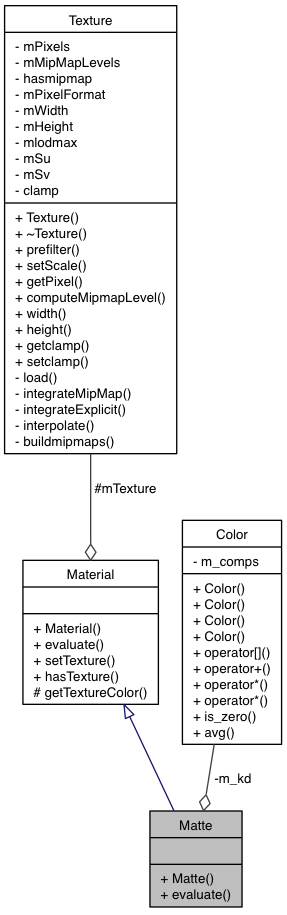 Texture
- mPixels
- mMipMapLevels
- hasmipmap
- mPixelFormat
- mWidth
- mHeight
- mlodmax
- mSu
- mSv
- clamp
+ Texture()
+ ~Texture()
+ prefilter()
+ setScale()
+ getPixel()
+ computeMipmapLevel()
+ width()
+ height()
+ getclamp()
+ setclamp()
- load()
- integrateMipMap()
- integrateExplicit()
- interpolate()
- buildmipmaps()
#mTexture
Material
+ Material()
+ evaluate()
+ setTexture()
+ hasTexture()
# getTextureColor()
Color
- m_comps
+ Color()
+ Color()
+ Color()
+ Color()
+ operator[]()
+ operator+()
+ operator*()
+ operator*()
+ is_zero()
+ avg()
-m_kd
Matte
+ Matte()
+ evaluate()